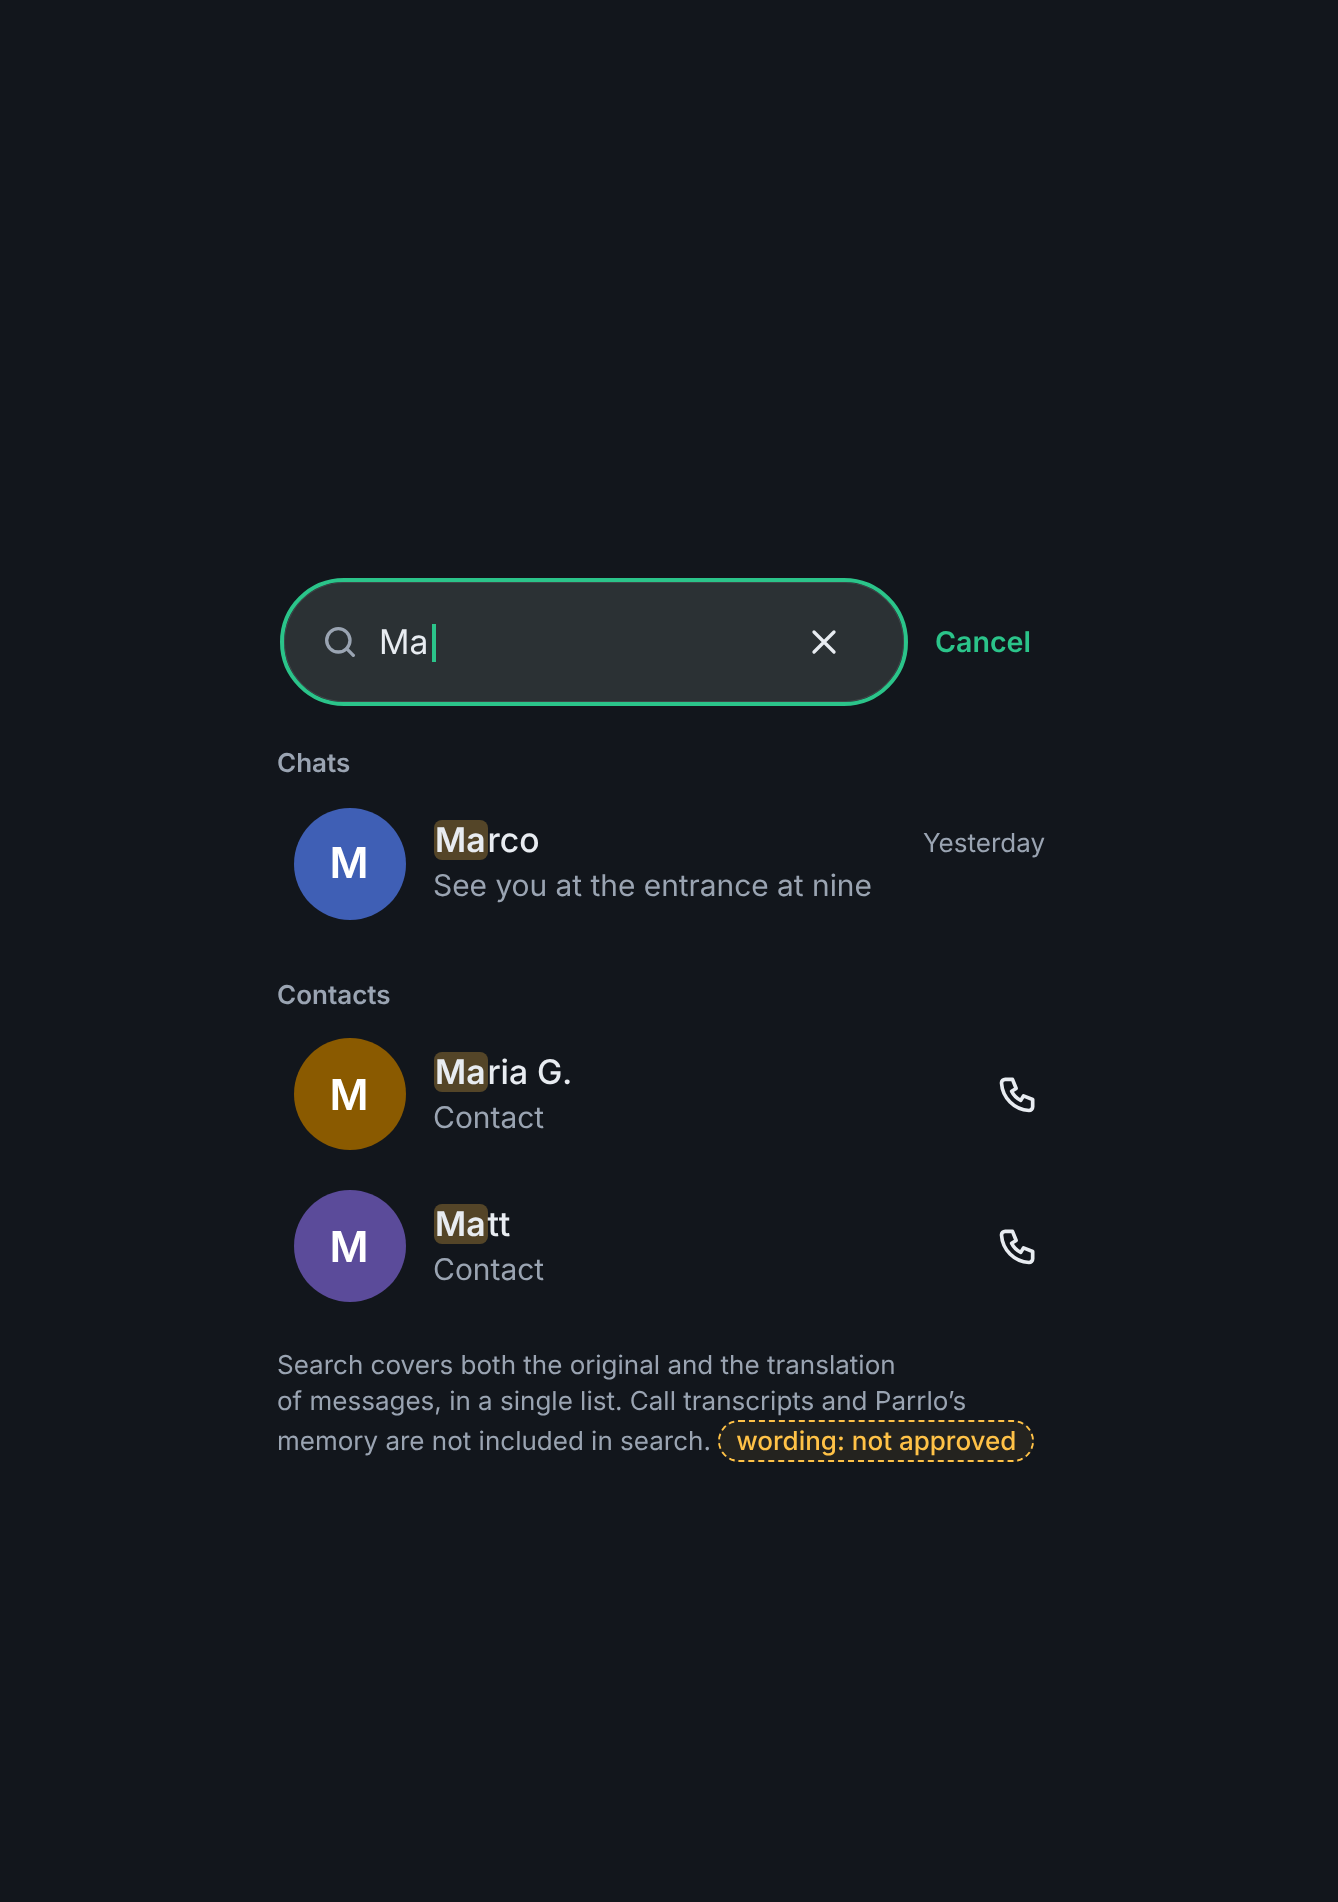 Ma
Cancel
Chats
M
Marco
Yesterday
See you at the entrance at nine
Contacts
M
Maria G.
Contact
M
Matt
Contact
Search covers both the original and the translation
of messages, in a single list. Call transcripts and Parrlo’s
memory are not included in search. wording: not approved